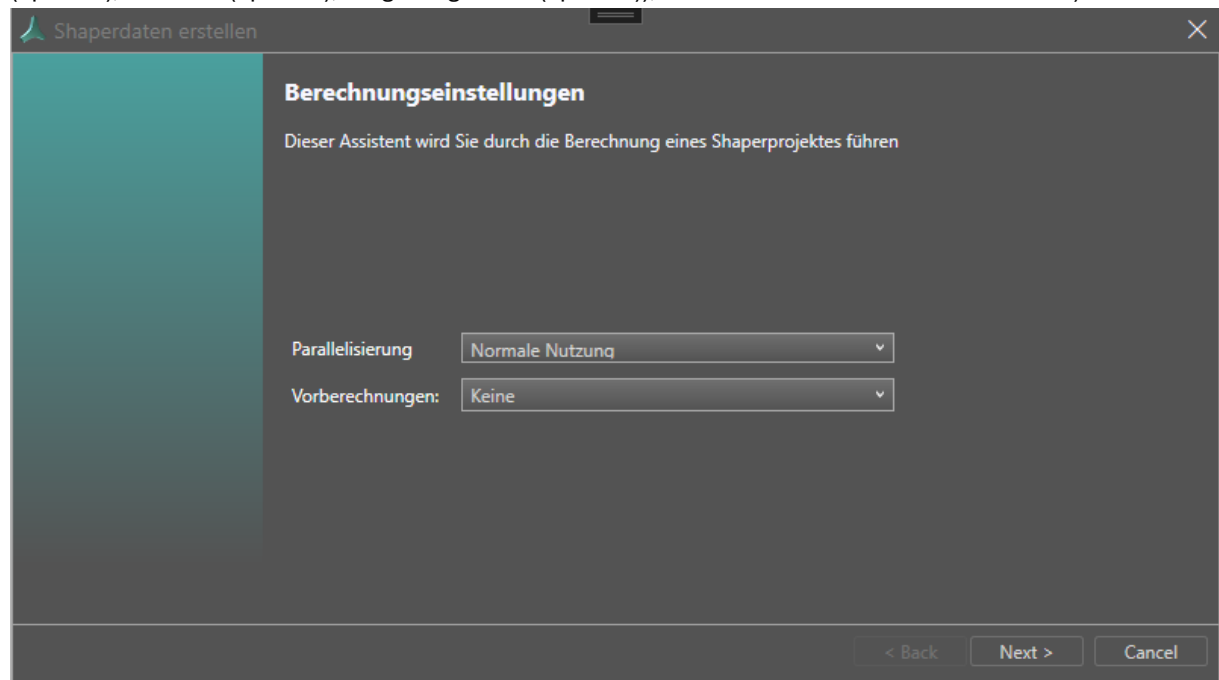 Shaperdaten erstellen
Berechnungseinstellungen
Dieser Assistent wird Sie durch die Berechnung eines Shaperprojektes führen
Parallelisierung
Normale Nutzung
Vorberechnungen:
Keine
< Back
Next >
Cancel